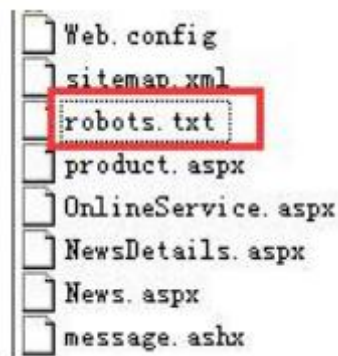 Web.config
sitemap.xml
robots.txt
product.aspx
OnlineService.aspx
NewsDetails.aspx
News.aspx
message.ashx